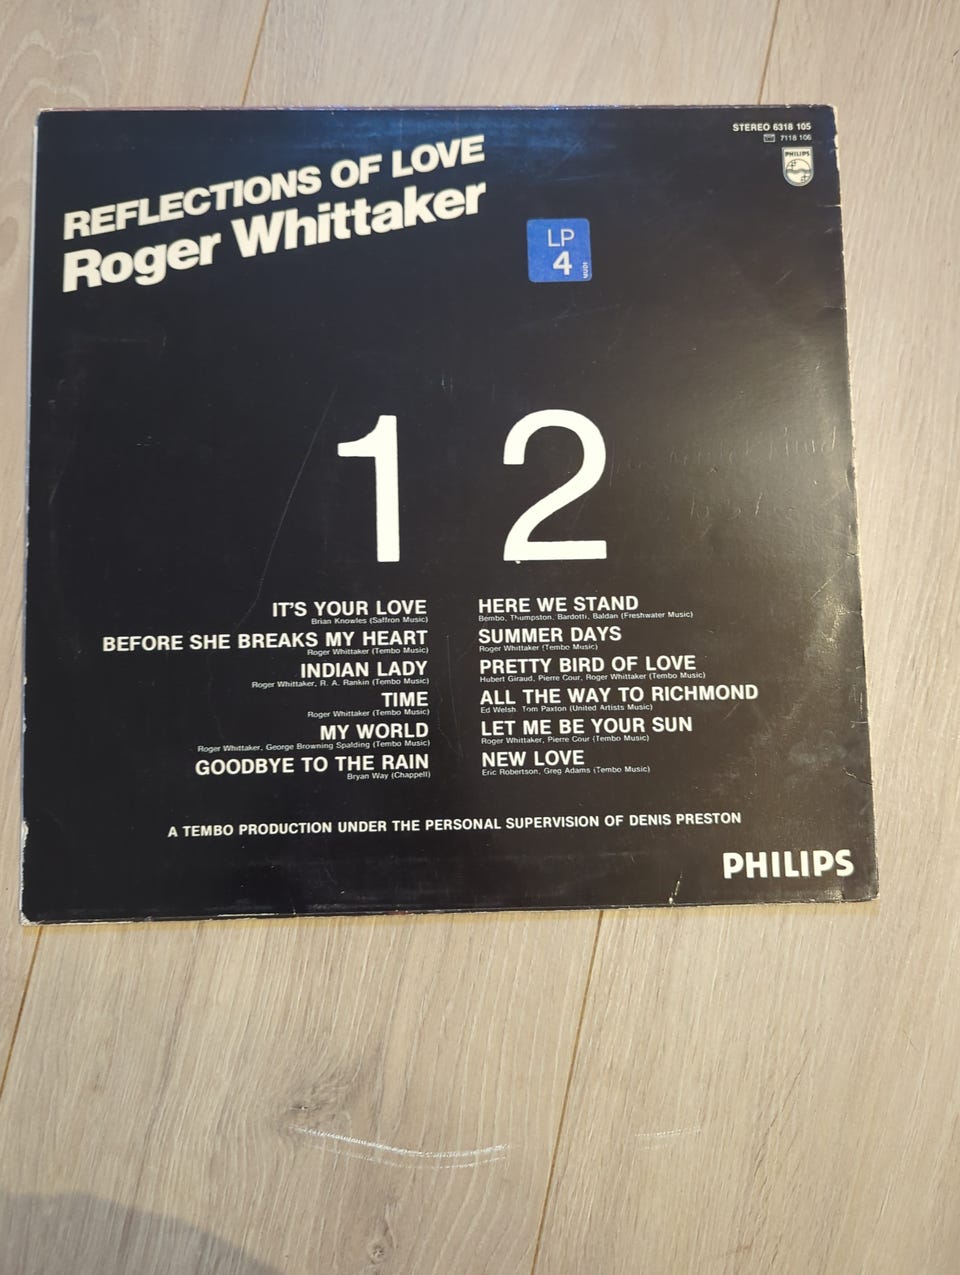 STEREO 6318 105
7118 106
PHILIPS
REFLECTIONS OF LOVE
Roger Whittaker
LP
4
MUDI
1 2
IT'S YOUR LOVE
Brian Knowles (Saffron Music)
BEFORE SHE BREAKS MY HEART
Roger Whittaker (Tembo Music)
INDIAN LADY
Roger Whittaker, R. A. Rankin (Tembo Music)
TIME
Roger Whittaker (Tembo Music)
MY WORLD
Roger Whittaker, George Browning Spalding (Tembo Music)
GOODBYE TO THE RAIN
Bryan Way (Chappell)
HERE WE STAND
Bembo, Thumpston, Bardotti, Baldan (Freshwater Music)
SUMMER DAYS
Roger Whittaker (Tembo Music)
PRETTY BIRD OF LOVE
Hubert Giraud, Pierre Cour, Roger Whittaker (Tembo Music)
ALL THE WAY TO RICHMOND
Ed Welsh Tom Paxton (United Artists Music)
LET ME BE YOUR SUN
Roger Whittaker, Pierre Cour (Tembo Music)
NEW LOVE
Eric Robertson, Greg Adams (Tembo Music)
A TEMBO PRODUCTION UNDER THE PERSONAL SUPERVISION OF DENIS PRESTON
PHILIPS